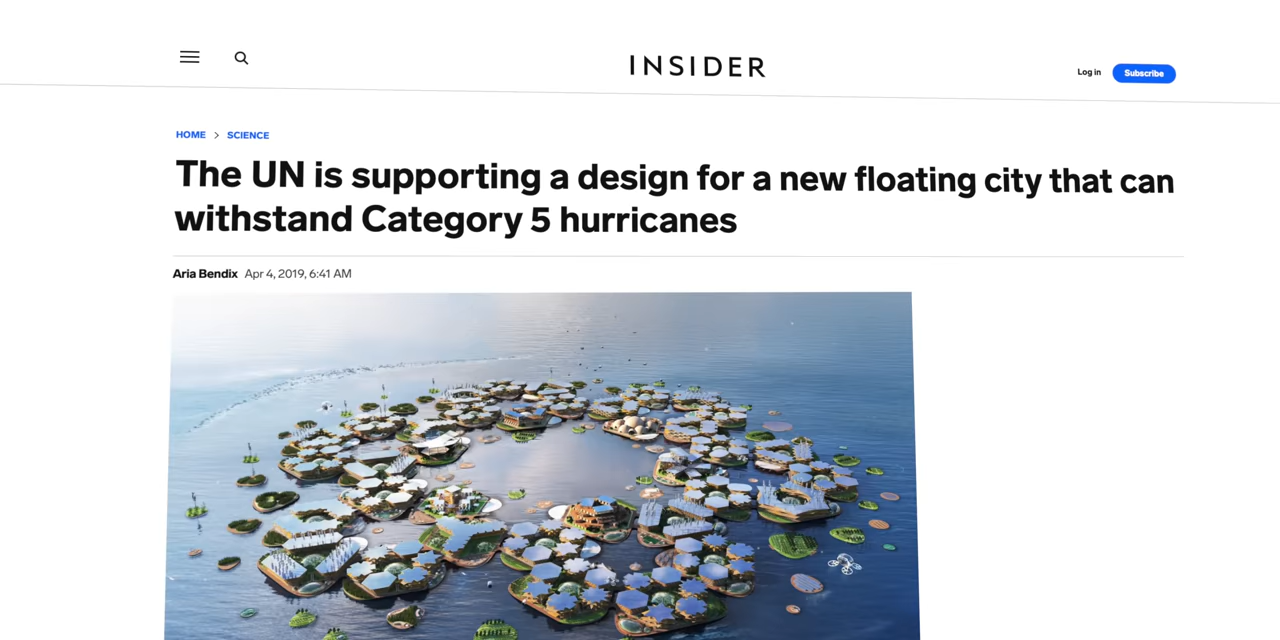 INSIDER
Log in
Subscribe
HOME > SCIENCE
The UN is supporting a design for a new floating city that can
withstand Category 5 hurricanes
Aria Bendix Apr 4, 2019, 6:41 AM